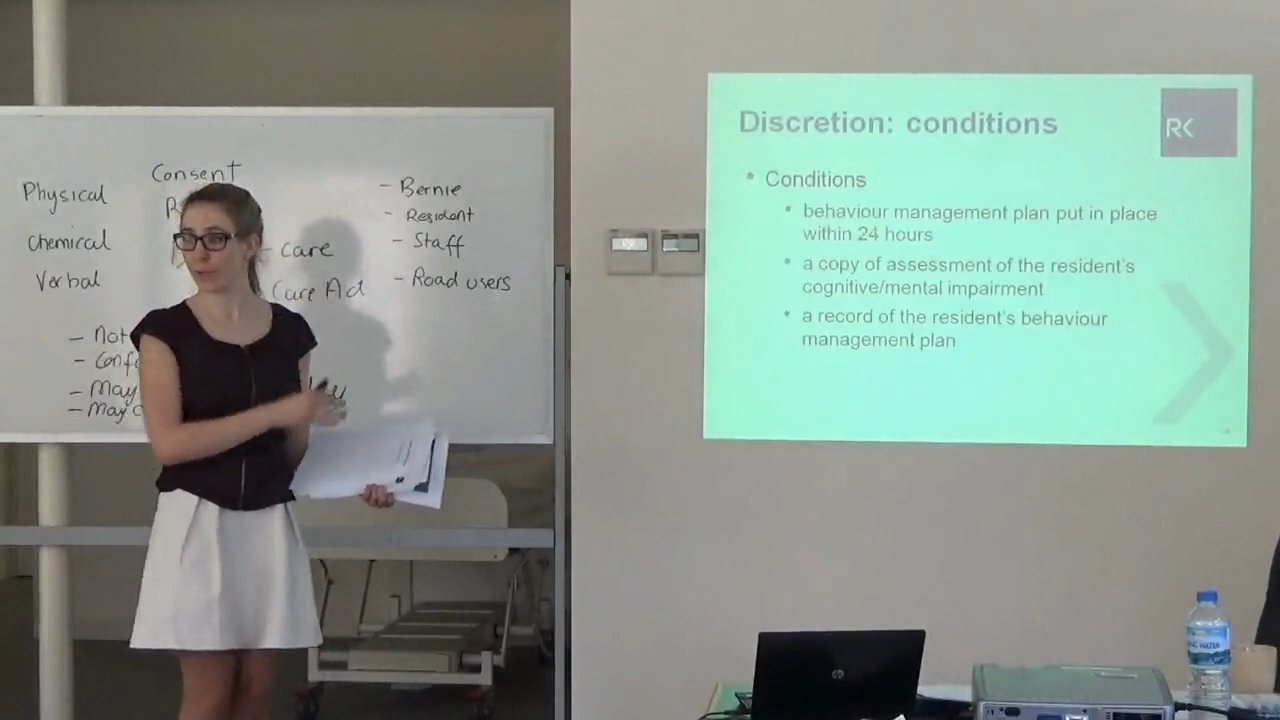 Consent
Physical
Chemical
Verbal
Care
Care Act
- Not
- Conf
- May
- May
- Bernie
- Resident
- Staff
- Road users
Discretion: conditions
RK
• Conditions
• behaviour management plan put in place
within 24 hours
• a copy of assessment of the resident's
cognitive/mental impairment
• a record of the resident's behaviour
management plan
hp